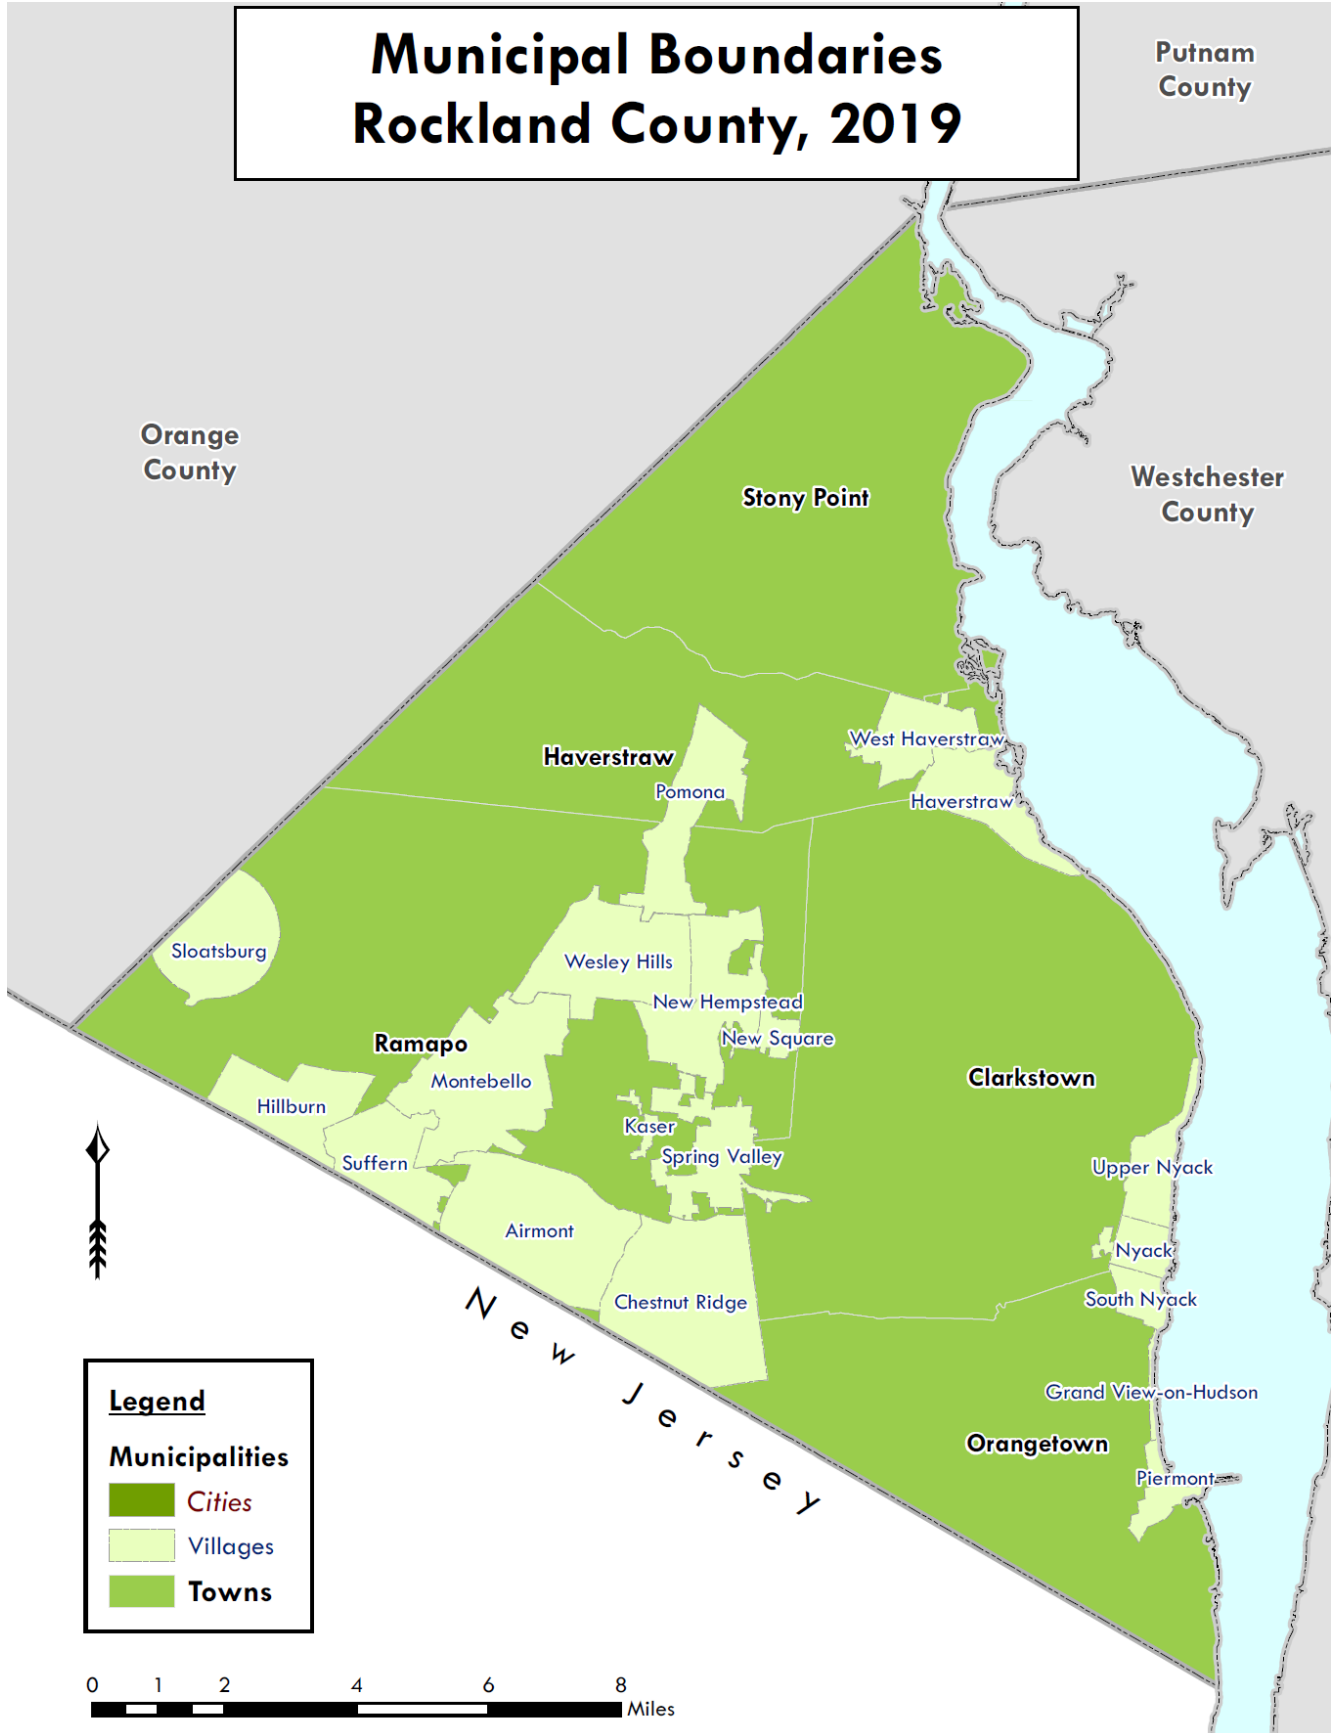 Municipal Boundaries
Rockland County, 2019
Putnam
County
Orange
County
Westchester
County
Stony Point
West Haverstraw
Haverstraw
Pomona
Haverstraw
Sloatsburg
Wesley Hills
New Hempstead
New Square
Ramapo
Montebello
Clarkstown
Hillburn
Kaser
Suffern
Spring Valley
Upper Nyack
Airmont
Nyack
Chestnut Ridge
South Nyack
New Jersey
Grand View-on-Hudson
Orangetown
Piermont
Legend
Municipalities
Cities
Villages
Towns
0 1 2 4 6 8
Miles